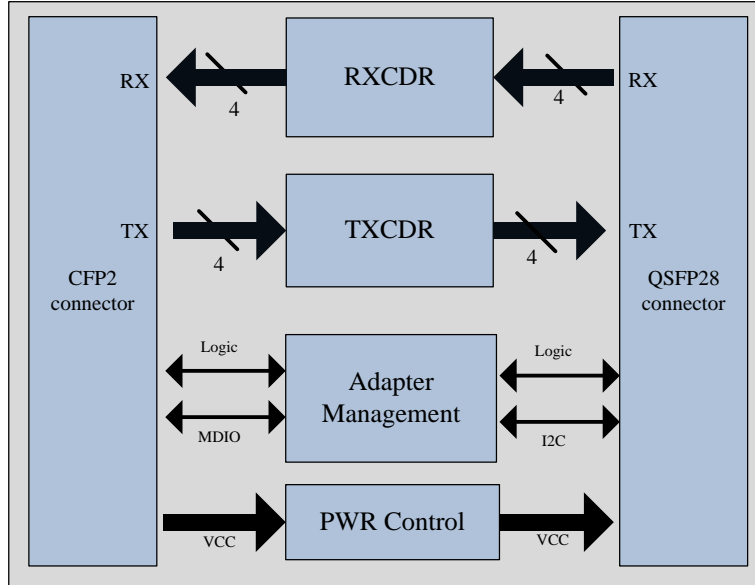 RX
4
RXCDR
4
RX
TX
4
TXCDR
4
TX
CFP2
connector
QSFP28
connector
Logic
MDIO
Adapter
Management
Logic
I2C
VCC
PWR Control
VCC